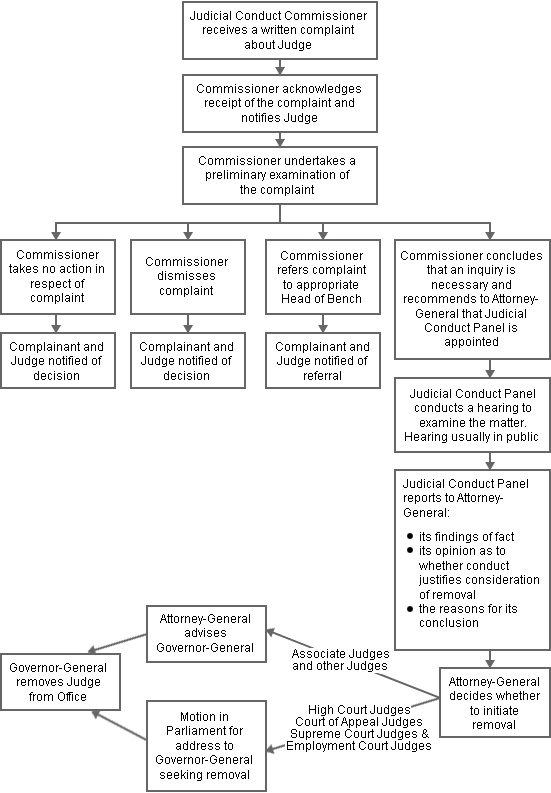 Judicial Conduct Commissioner
receives a written complaint
about Judge
Commissioner acknowledges
receipt of the complaint and
notifies Judge
Commissioner undertakes a
preliminary examination of
the complaint
Commissioner
takes no action in
respect of
complaint
Commissioner
dismisses
complaint
Commissioner
refers complaint
to appropriate
Head of Bench
Commissioner concludes
that an inquiry is
necessary and
recommends to Attorney-
General that Judicial
Conduct Panel is
appointed
Complainant and
Judge notified of
decision
Complainant and
Judge notified of
decision
Complainant and
Judge notified of
referral
Judicial Conduct Panel
conducts a hearing to
examine the matter.
Hearing usually in public
Judicial Conduct Panel
reports to Attorney-
General:
● its findings of fact
● its opinion as to
whether conduct
justifies consideration
of removal
● the reasons for its
conclusion
Attorney-General
decides whether
to initiate
removal
Associate Judges
and other Judges
High Court Judges
Court of Appeal Judges
Supreme Court Judges &
Employment Court Judges
Attorney-General
advises
Governor-General
Motion in
Parliament for
address to
Governor-General
seeking removal
Governor-General
removes Judge
from Office